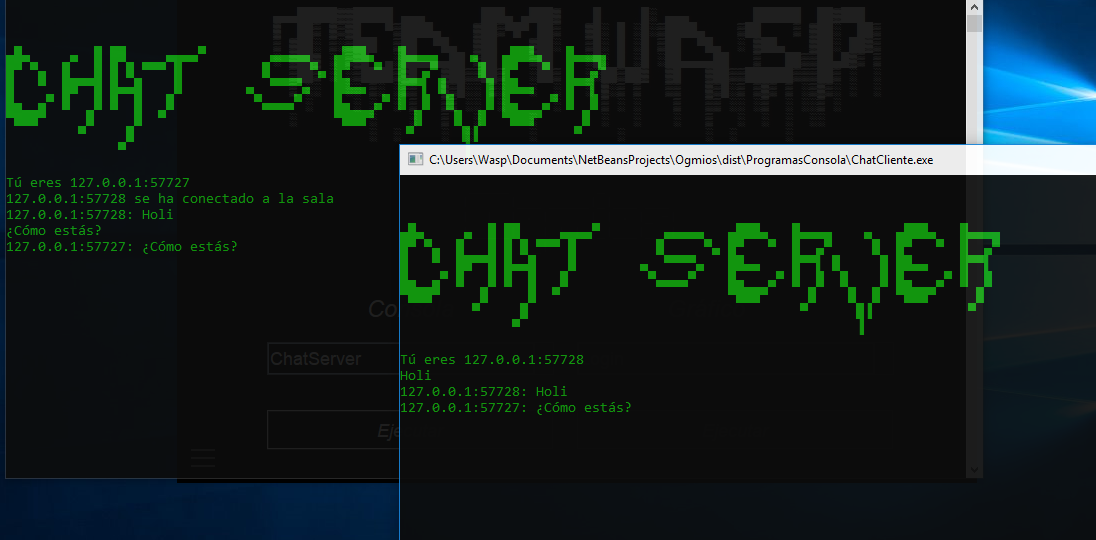 TEAM WASP
CHAT SERVER
Tú eres 127.0.0.1:57727
127.0.0.1:57728 se ha conectado a la sala
127.0.0.1:57728: Holi
¿Cómo estás?
127.0.0.1:57727: ¿Cómo estás?
Co
ChatServer
Eje
C:\Users\Wasp\Documents\NetBeansProjects\Ogmios\dist\ProgramasConsola\ChatCliente.exe
CHAT SERVER
Tú eres 127.0.0.1:57728
Holi
127.0.0.1:57728: Holi
127.0.0.1:57727: ¿Cómo estás?